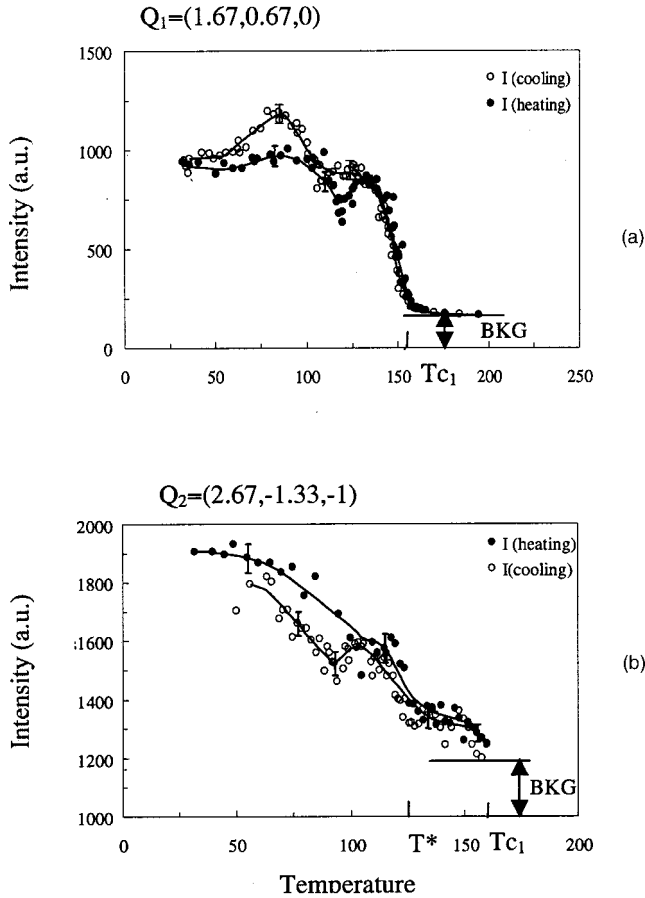 Q1=(1.67,0.67,0)
1500
I (cooling)
I (heating)
1000
Intensity (a.u.)
(a)
500
BKG
0
0 50 100 150 Tc1 200 250
Q2=(2.67,-1.33,-1)
2000
I (heating)
I(cooling)
1800
1600
Intensity (a.u.)
(b)
1400
1200
BKG
1000
0 50 100 T* 150 Tc1 200
Temperature